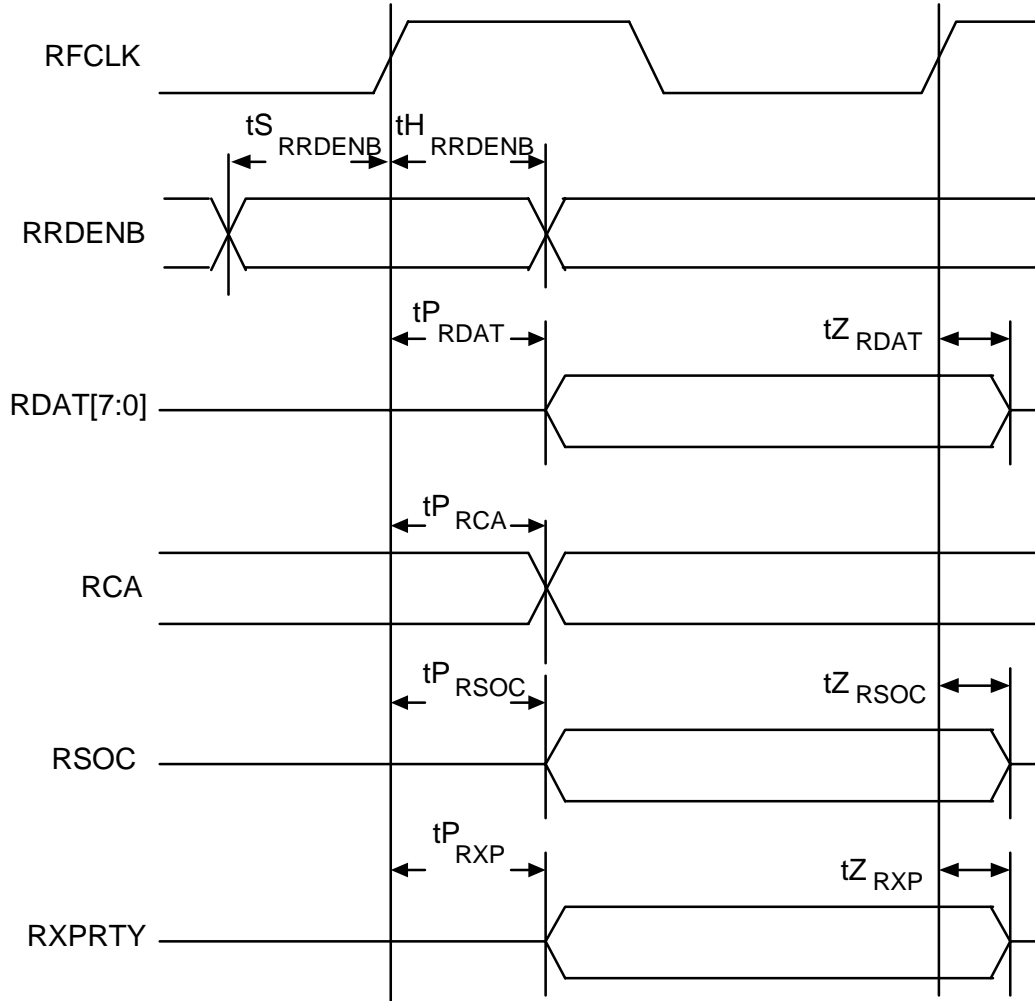 RFCLK
tS RRDENB tH RRDENB
RRDENB
tP RDAT tZ RDAT
RDAT[7:0]
tP RCA
RCA
tP RSOC tZ RSOC
RSOC
tP RXP tZ RXP
RXPRTY